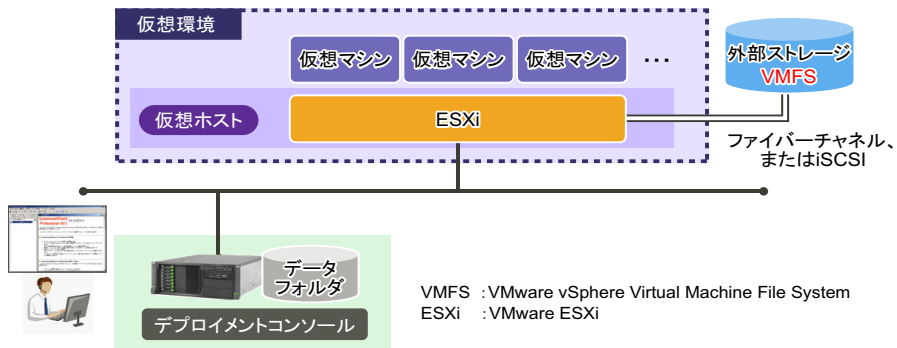 仮想環境
仮想マシン 仮想マシン 仮想マシン ･･･
外部ストレージ
VMFS
仮想ホスト
ESXi
ファイバーチャネル、
またはiSCSI
データ
フォルダ
デプロイメントコンソール
VMFS ：VMware vSphere Virtual Machine File System
ESXi ：VMware ESXi